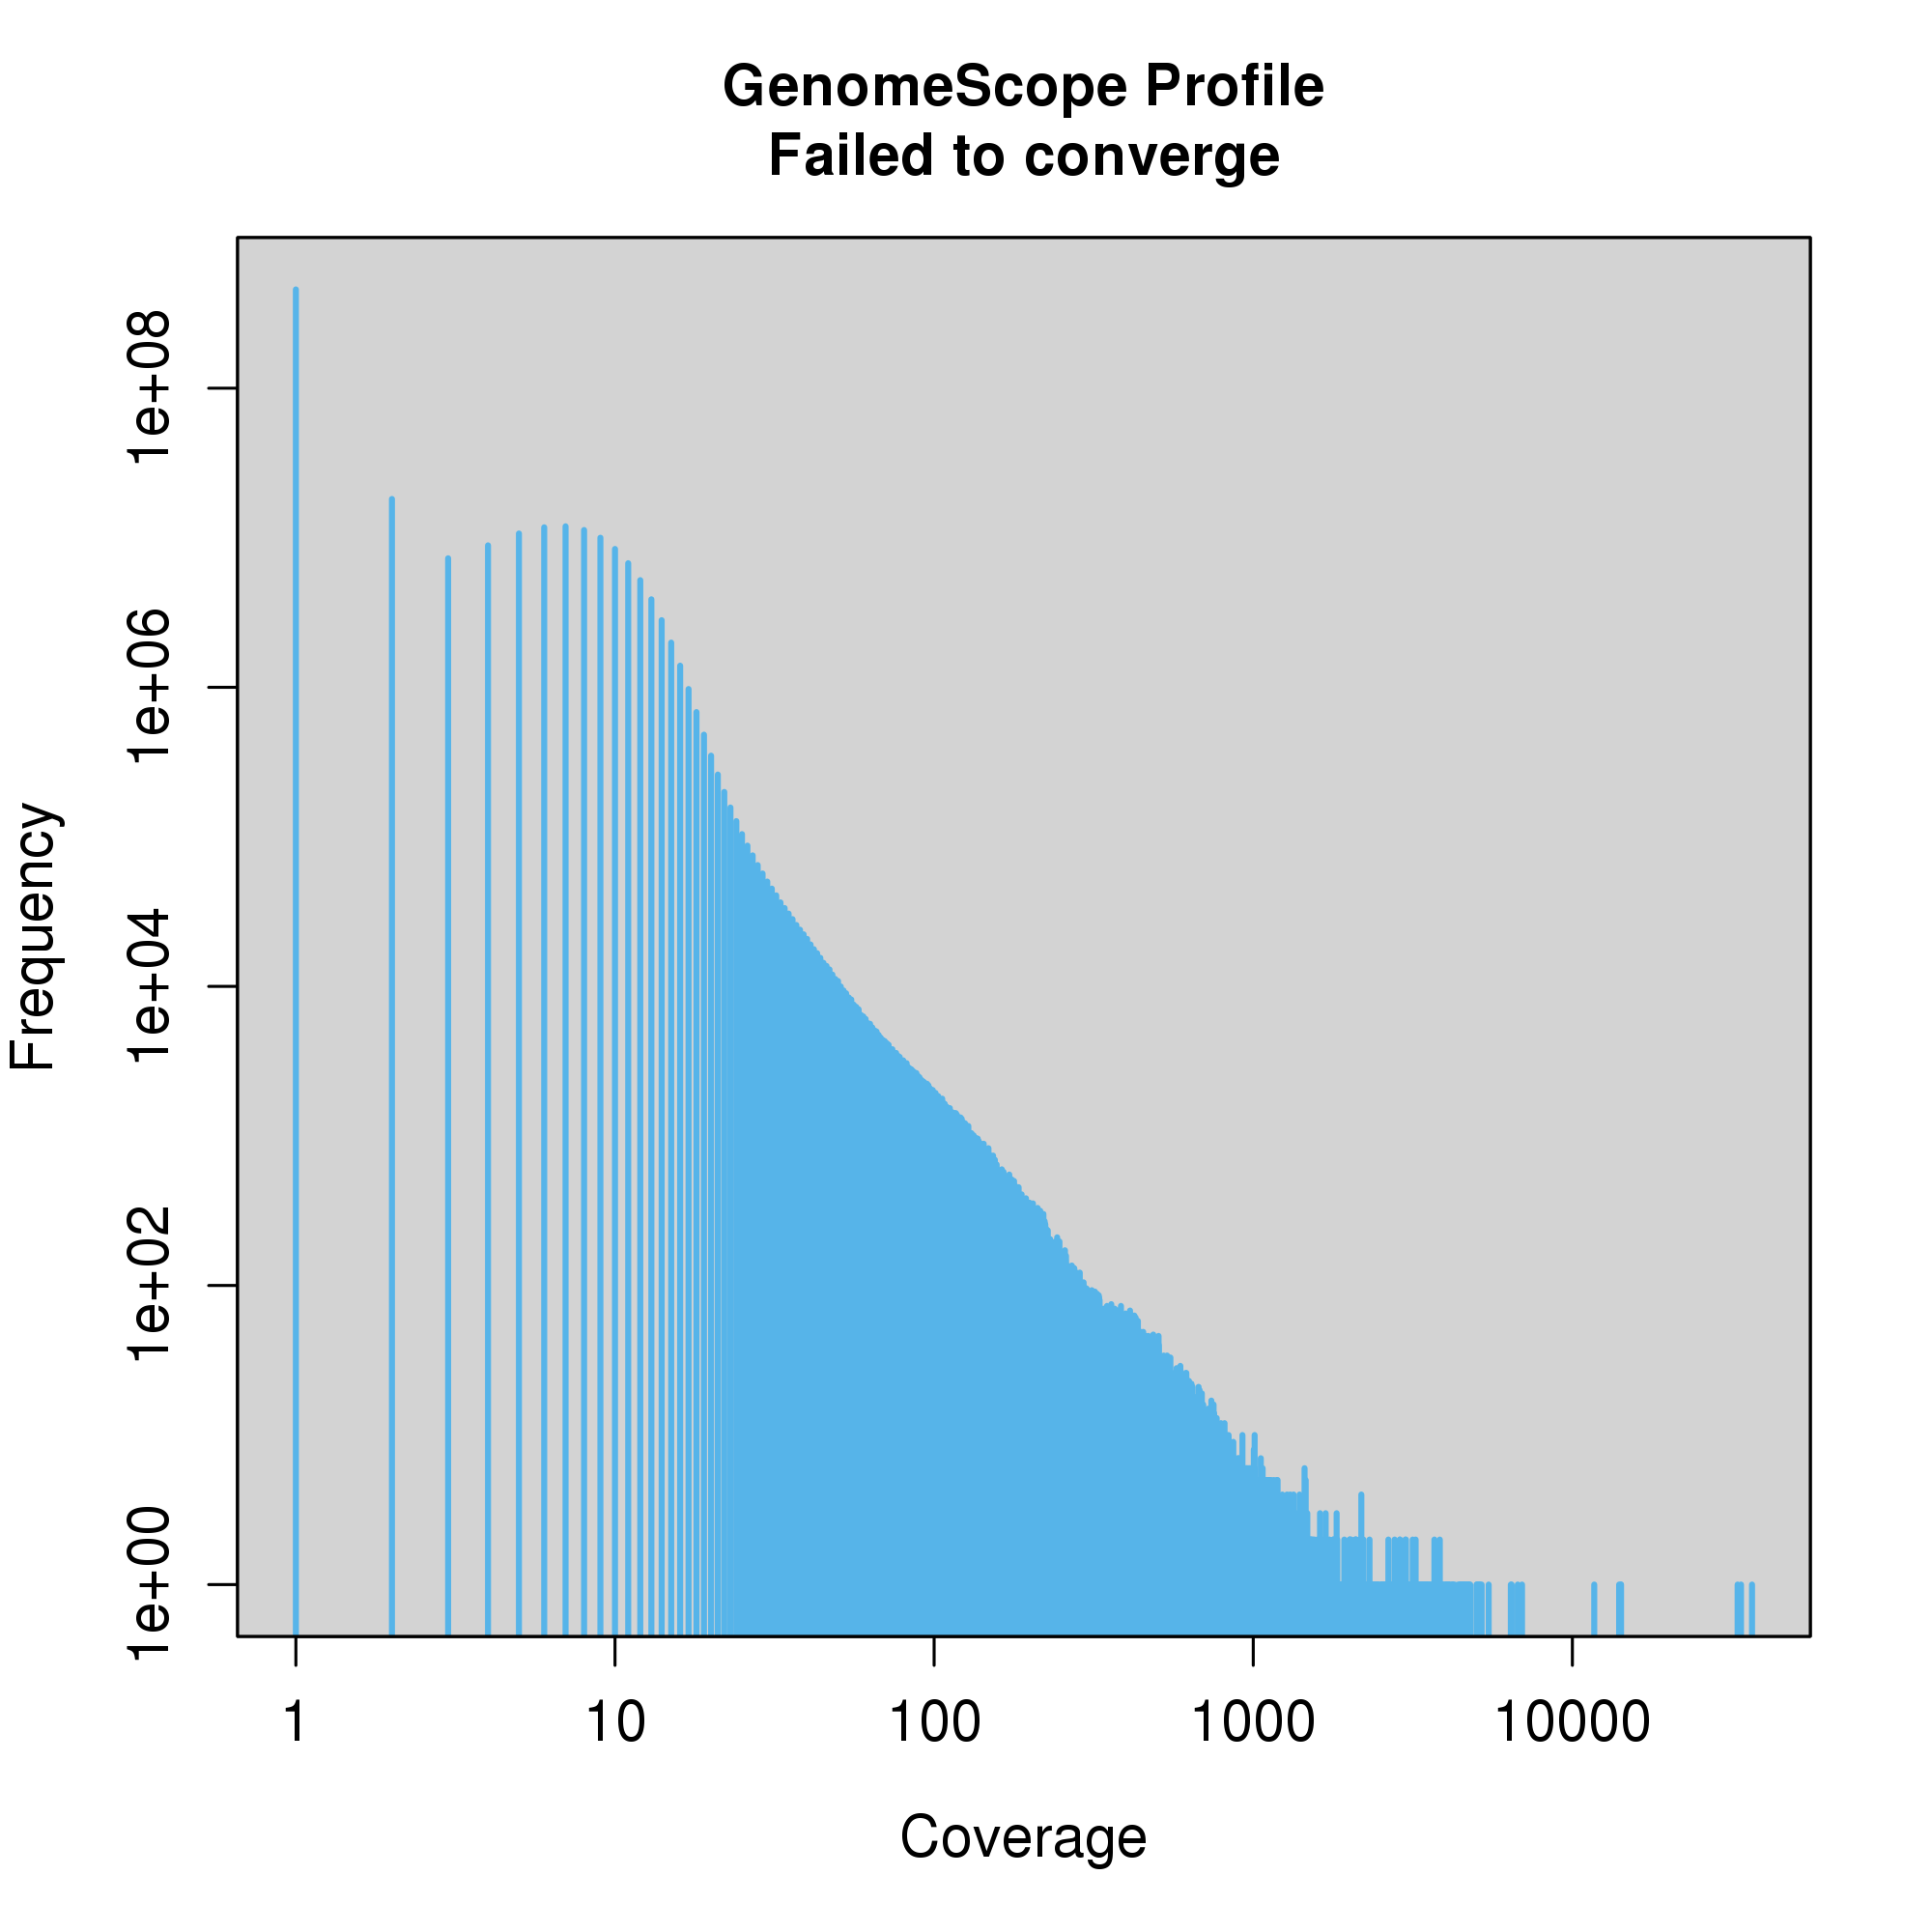 GenomeScope Profile
Failed to converge
Frequency
1e+08
1e+06
1e+04
1e+02
1e+00
1
10
100
1000
10000
Coverage